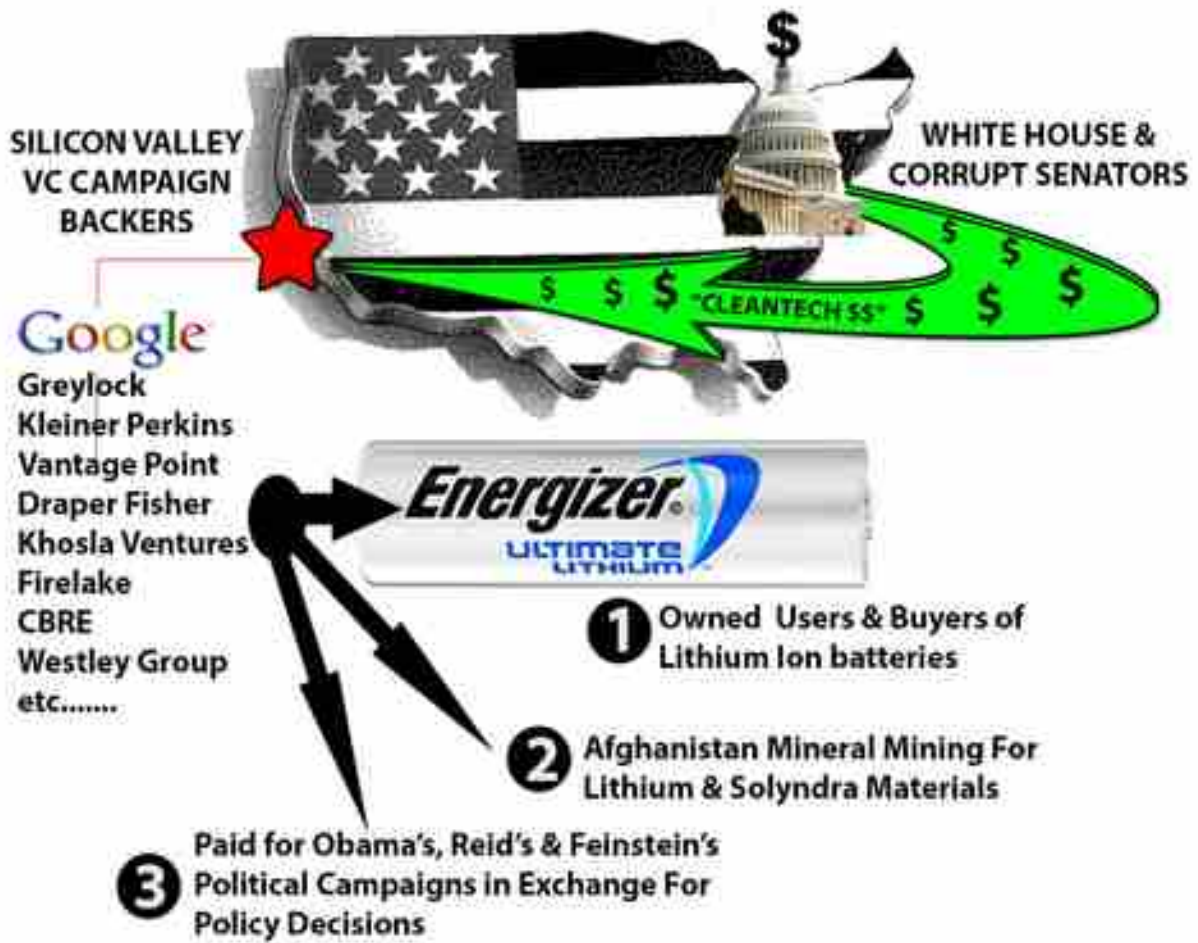 $
SILICON VALLEY
VC CAMPAIGN
BACKERS
WHITE HOUSE &
CORRUPT SENATORS
$ $ $ "CLEANTECH $$" $ $ $ $ $
Google
Greylock
Kleiner Perkins
Vantage Point
Draper Fisher
Khosla Ventures
Firelake
CBRE
Westley Group
etc.......
Energizer®
ULTIMATE
LITHIUM™
1 Owned Users & Buyers of
Lithium Ion batteries
2 Afghanistan Mineral Mining For
Lithium & Solyndra Materials
3 Paid for Obama's, Reid's & Feinstein's
Political Campaigns in Exchange For
Policy Decisions